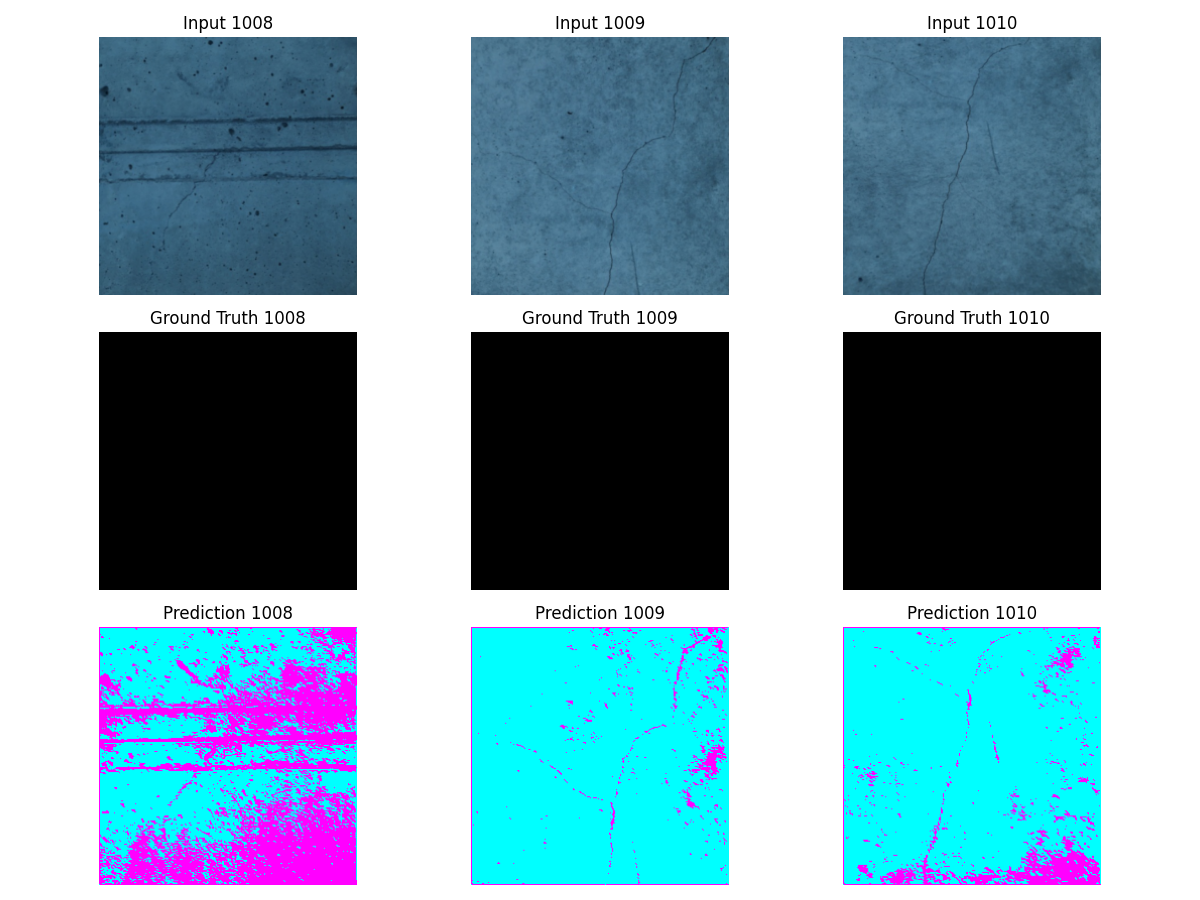 Input 1008
Input 1009
Input 1010
Ground Truth 1008
Ground Truth 1009
Ground Truth 1010
Prediction 1008
Prediction 1009
Prediction 1010